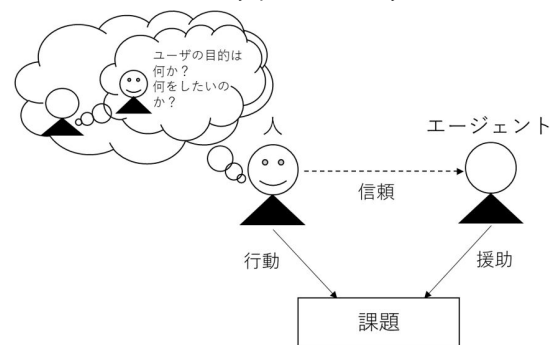 ユーザの目的は
何か?
何をしたいの
か?
人
エージェント
信頼
行動
援助
課題